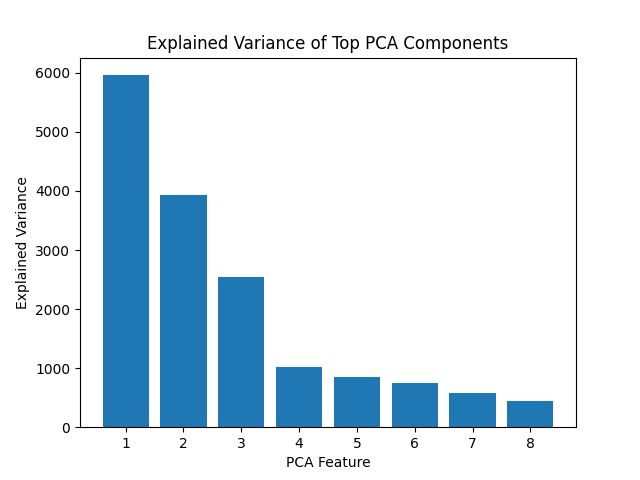 Explained Variance of Top PCA Components
6000
5000
4000
3000
2000
1000
0
Explained Variance
1 2 3 4 5 6 7 8
PCA Feature